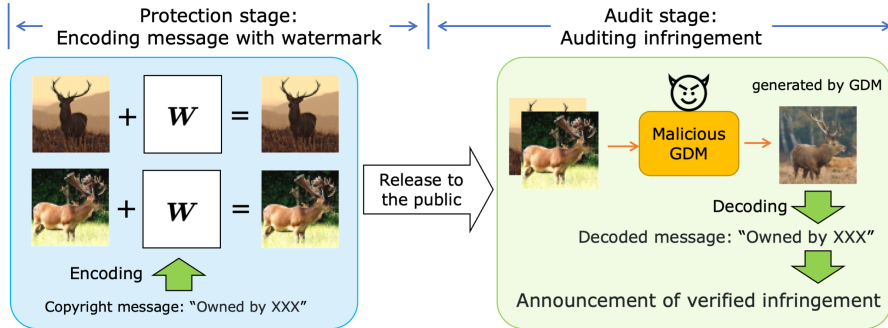 Protection stage:
Encoding message with watermark
Audit stage:
Auditing infringement
+ W =
+ W =
Encoding
Copyright message: “Owned by XXX”
Release to
the public
generated by GDM
Malicious
GDM
Decoding
Decoded message: “Owned by XXX”
Announcement of verified infringement